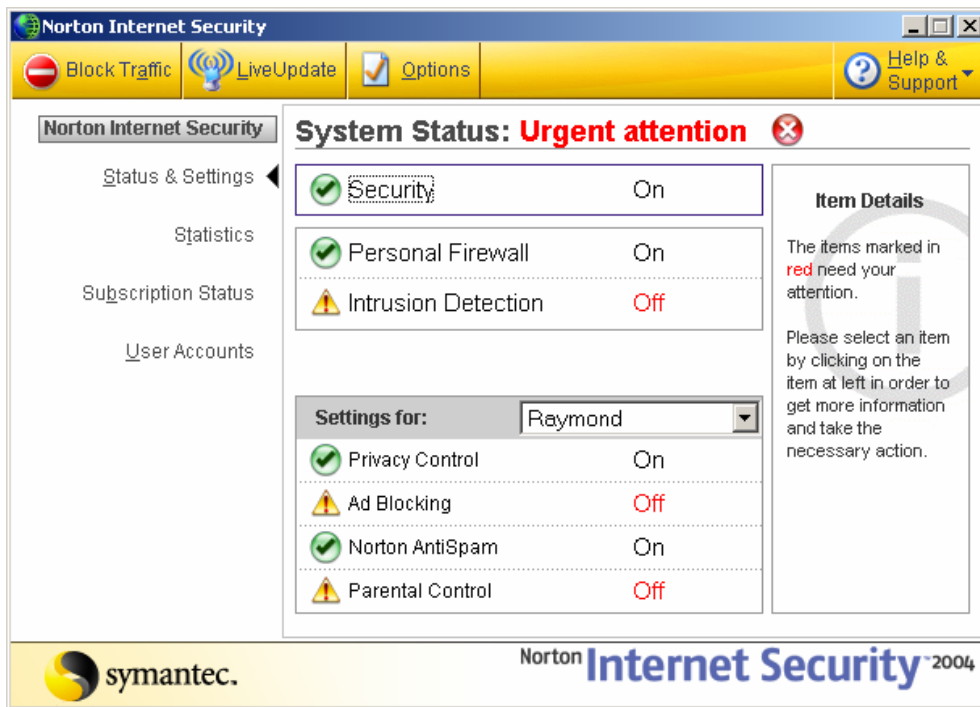 Norton Internet Security
Block Traffic
LiveUpdate
Options
Help &
Support
Norton Internet Security
Status & Settings
Statistics
Subscription Status
User Accounts
System Status: Urgent attention
Security On
Personal Firewall On
Intrusion Detection Off
Settings for: Raymond
Privacy Control On
Ad Blocking Off
Norton AntiSpam On
Parental Control Off
Item Details
The items marked in
red need your
attention.
Please select an item
by clicking on the
item at left in order to
get more information
and take the
necessary action.
symantec.
Norton Internet Security 2004